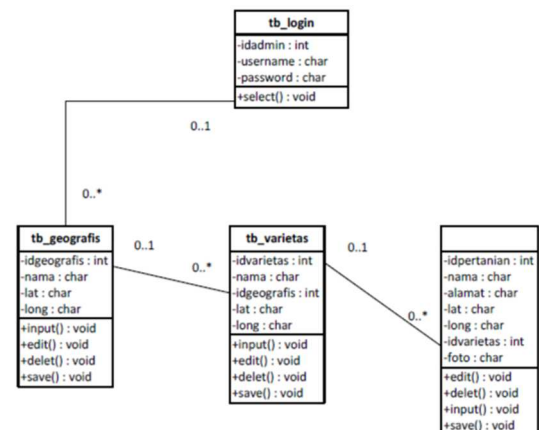 tb_login
-idadmin : int
-username : char
-password : char
+select() : void
0..1
0..*
tb_geografis
-idgeografis : int
-nama : char
-lat : char
-long : char
+input() : void
+edit() : void
+delet() : void
+save() : void
0..1
0..*
tb_varietas
-idvarietas : int
-nama : char
-idgeografis : int
-lat : char
-long : char
+input() : void
+edit() : void
+delet() : void
+save() : void
0..1
0..*
-idpertanian : int
-nama : char
-alamat : char
-lat : char
-long : char
-idvarietas : int
-foto : char
+edit() : void
+delet() : void
+input() : void
+save() : void